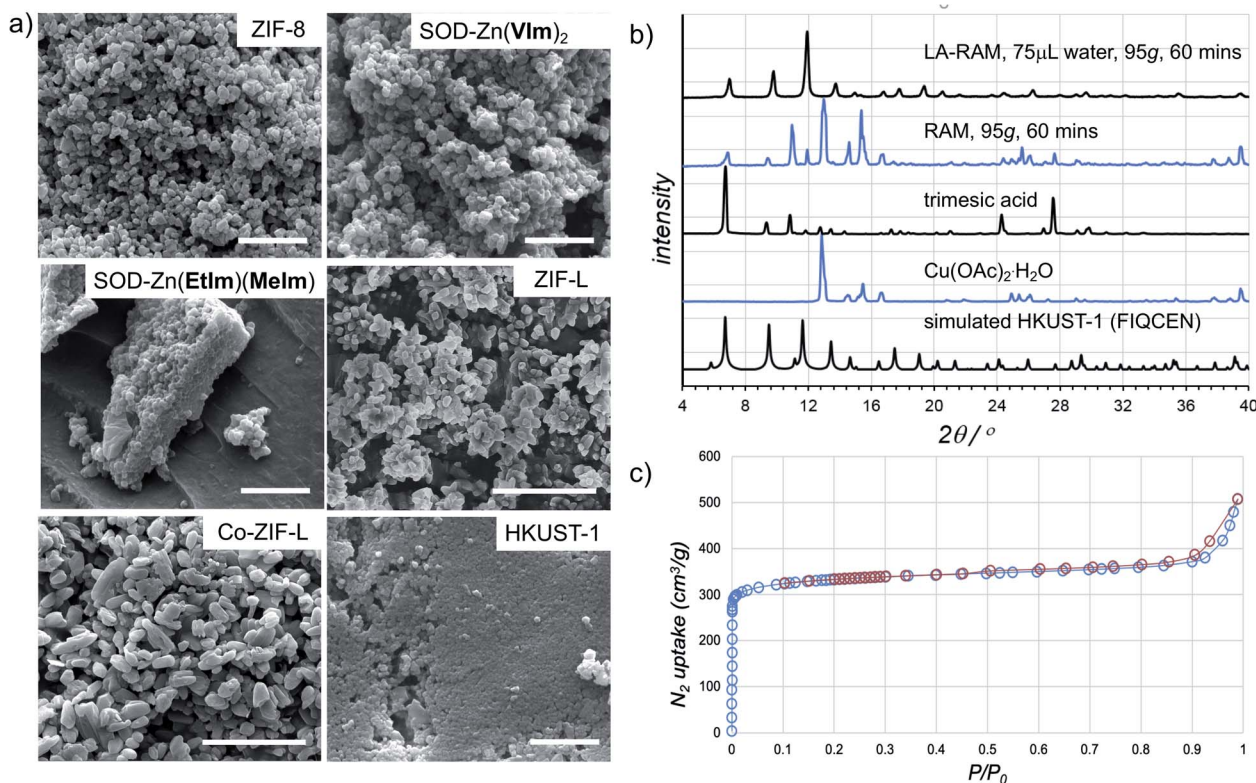 a)
ZIF-8
SOD-Zn(VIm)₂
SOD-Zn(EtIm)(MeIm)
ZIF-L
Co-ZIF-L
HKUST-1
b)
LA-RAM, 75μL water, 95g, 60 mins
RAM, 95g, 60 mins
trimesic acid
Cu(OAc)₂·H₂O
simulated HKUST-1 (FIQCEN)
intensity
4 8 12 16 20 24 28 32 36 40
2θ/°
c)
600
500
400
300
200
100
0
N₂ uptake (cm³/g)
0 0.1 0.2 0.3 0.4 0.5 0.6 0.7 0.8 0.9 1
P/P₀